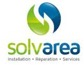 solvarea
Installation • Réparation • Services